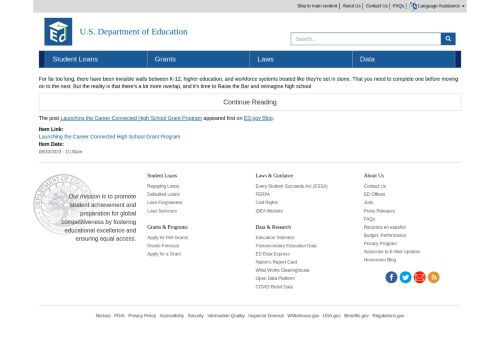 Skip to main content | About Us | Contact Us | FAQs | Language Assistance
U.S. Department of Education
Search...
Student Loans Grants Laws Data
For far too long, there have been invisible walls between K-12, higher education, and workforce systems treated like they're set in stone. That you need to complete one before moving
on to the next. But the reality is that there's a lot more overlap, and it's time to Raise the Bar and reimagine high school
Continue Reading
The post Launching the Career Connected High School Grant Program appeared first on ED.gov Blog.
Item Link:
Launching the Career Connected High School Grant Program
Item Date:
Our mission is to promote
student achievement and
preparation for global
competitiveness by fostering
educational excellence and
ensuring equal access.
Student Loans
Repaying Loans
Defaulted Loans
Loan Forgiveness
Loan Servicers
Grants & Programs
Apply for Pell Grants
Grants Forecast
Apply for a Grant
Laws & Guidance
Every Student Succeeds Act (ESSA)
FERPA
Civil Rights
IDEA Website
Data & Research
Education Statistics
Postsecondary Education Data
ED Data Express
Nation's Report Card
What Works Clearinghouse
Open Data Platform
COVID Relief Data
About Us
Contact Us
ED Offices
Jobs
Press Releases
FAQs
Recursos en español
Budget, Performance
Privacy Program
Subscribe to E-Mail Updates
Homeroom Blog
Notices FOIA Privacy Policy Accessibility Security Information Quality Inspector General Whitehouse.gov USA.gov Benefits.gov Regulations.gov